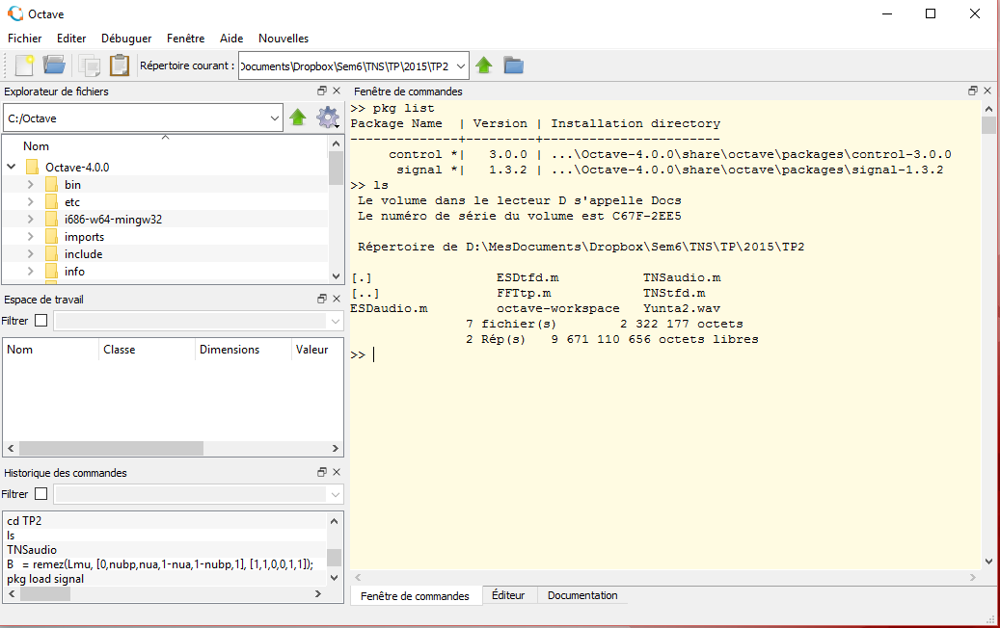 Octave
Fichier Editer Débuguer Fenêtre Aide Nouvelles
Répertoire courant : Documents\Dropbox\Sem6\TNS\TP\2015\TP2
Explorateur de fichiers
C:/Octave
Nom
Octave-4.0.0
bin
etc
i686-w64-mingw32
imports
include
info
Espace de travail
Filtrer
Nom Classe Dimensions Valeur
Historique des commandes
Filtrer
cd TP2
ls
TNSaudio
B = remez(Lmu, [0,nubp,nua,1-nua,1-nubp,1], [1,1,0,0,1,1]);
pkg load signal
Fenêtre de commandes
>> pkg list
Package Name | Version | Installation directory
--------------+---------+-----------------------
control *| 3.0.0 | ...\Octave-4.0.0\share\octave\packages\control-3.0.0
signal *| 1.3.2 | ...\Octave-4.0.0\share\octave\packages\signal-1.3.2
>> ls
Le volume dans le lecteur D s'appelle Docs
Le numéro de série du volume est C67F-2EE5
Répertoire de D:\MesDocuments\Dropbox\Sem6\TNS\TP\2015\TP2
[.] ESDtfd.m TNSaudio.m
[..] FFTtp.m TNStfd.m
ESDaudio.m octave-workspace Yunta2.wav
7 fichier(s) 2 322 177 octets
2 Rép(s) 9 671 110 656 octets libres
>>
Fenêtre de commandes Éditeur Documentation